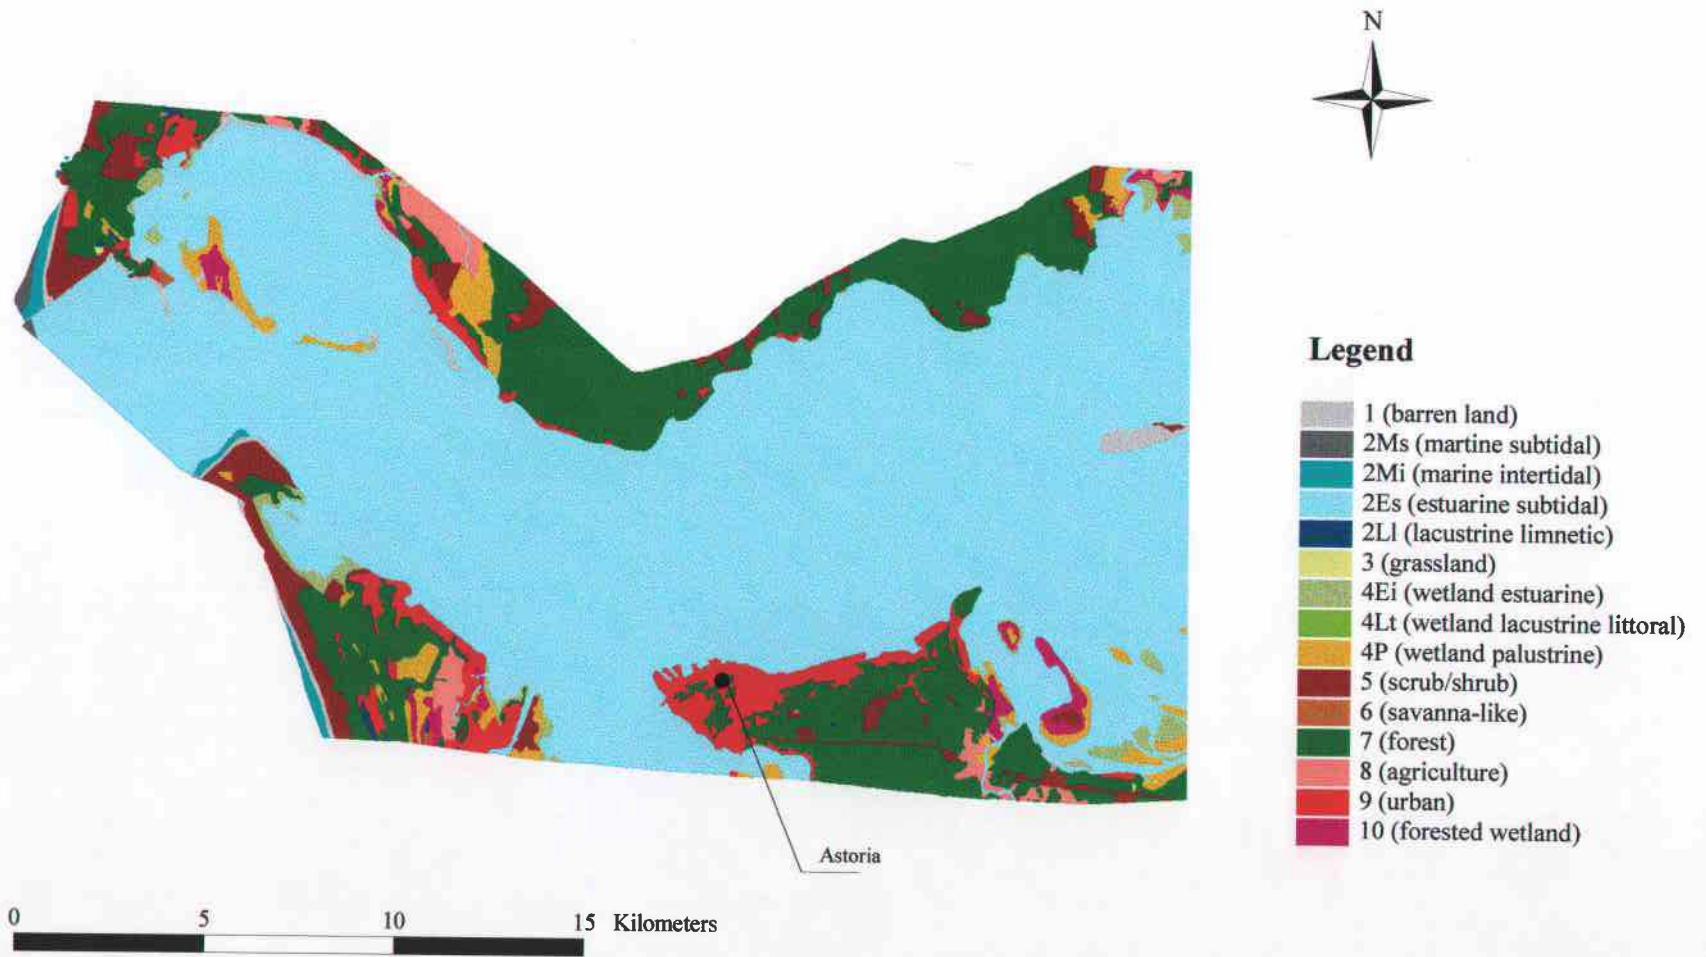 N
Legend
1 (barren land)
2Ms (martine subtidal)
2Mi (marine intertidal)
2Es (estuarine subtidal)
2Ll (lacustrine limnetic)
3 (grassland)
4Ei (wetland estuarine)
4Lt (wetland lacustrine littoral)
4P (wetland palustrine)
5 (scrub/shrub)
6 (savanna-like)
7 (forest)
8 (agriculture)
9 (urban)
10 (forested wetland)
Astoria
0 5 10 15 Kilometers